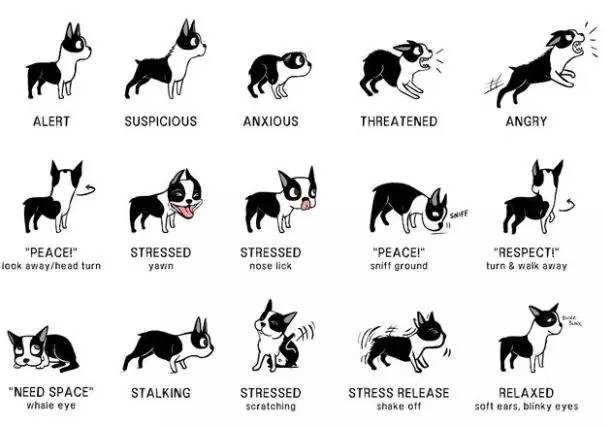 ALERT
SUSPICIOUS
ANXIOUS
THREATENED
ANGRY
"PEACE!"
look away/head turn
STRESSED
yawn
STRESSED
nose lick
SNIFF
"PEACE!"
sniff ground
"RESPECT!"
turn & walk away
"NEED SPACE"
whale eye
STALKING
STRESSED
scratching
STRESS RELEASE
shake off
RELAXED
soft ears, blinky eyes